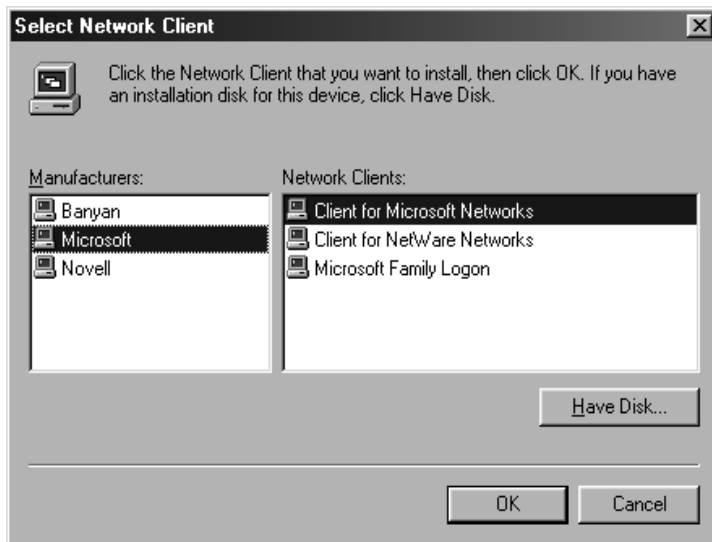 Select Network Client
Click the Network Client that you want to install, then click OK. If you have
an installation disk for this device, click Have Disk.
Manufacturers:
Banyan
Microsoft
Novell
Network Clients:
Client for Microsoft Networks
Client for NetWare Networks
Microsoft Family Logon
Have Disk...
OK
Cancel